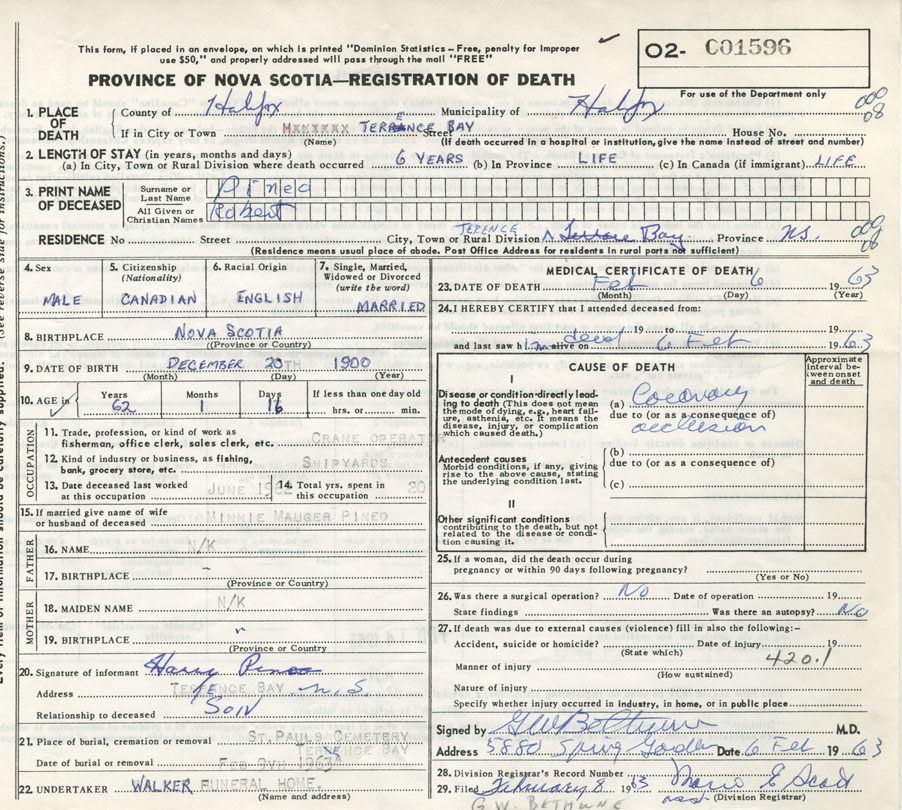 This form, if placed in an envelope, on which is printed "Dominion Statistics – Free, penalty for improper
use $50," and properly addressed will pass through the mail "FREE"
O2- C01596
For use of the Department only
PROVINCE OF NOVA SCOTIA—REGISTRATION OF DEATH
000
08
1. PLACE OF DEATH
County of Halifax Municipality of Halifax
If in City or Town TERENCE BAY Street House No.
(Name) (If death occurred in a hospital or institution, give the name instead of street and number)
2. LENGTH OF STAY (in years, months and days)
(a) In City, Town or Rural Division where death occurred 6 YEARS (b) In Province LIFE (c) In Canada (if immigrant) LIFE
3. PRINT NAME OF DECEASED
Surname or Last Name Pineo
All Given or Christian Names Robert
TERENCE
RESIDENCE No Street City, Town or Rural Division Terrace Bay Province NS.
000
08
(Residence means usual place of abode. Post Office Address for residents in rural ports not sufficient)
4. Sex
MALE
5. Citizenship
(Nationality)
CANADIAN
6. Racial Origin
ENGLISH
7. Single, Married,
Widowed or Divorced
(write the word)
MARRIED
8. BIRTHPLACE NOVA SCOTIA
(Province or Country)
9. DATE OF BIRTH DECEMBER 20TH 1900
(Month) (Day) (Year)
10. AGE in
Years Months Days If less than one day old
62 1 16 hrs. or min.
OCCUPATION
11. Trade, profession, or kind of work as
fisherman, office clerk, sales clerk, etc. CRANE OPERATOR
12. Kind of industry or business, as fishing,
bank, grocery store, etc. SHIPYARDS
13. Date deceased last worked
at this occupation JUNE 1962
14. Total yrs. spent in
this occupation 20
15. If married give name of wife
or husband of deceased MINNIE MAUGER PINEO
FATHER
16. NAME N/K
17. BIRTHPLACE -
(Province or Country)
MOTHER
18. MAIDEN NAME N/K
19. BIRTHPLACE "
(Province or Country)
20. Signature of informant Harry Pineo
Address TERRENCE BAY N.S.
Relationship to deceased SON
21. Place of burial, cremation or removal ST. PAULS CEMETERY
TERENCE BAY
Date of burial or removal FEB 9TH 1963
22. UNDERTAKER WALKER FUNERAL HOME.
(Name and address)
MEDICAL CERTIFICATE OF DEATH
23. DATE OF DEATH Feb 6 1963
(Month) (Day) (Year)
24. I HEREBY CERTIFY that I attended deceased from:
19 to 19
and last saw him dead alive on 6 Feb 1963
CAUSE OF DEATH
Approximate interval between onset and death
I
Disease or condition directly leading
to death (This does not mean
the mode of dying, e.g., heart failure,
asthenia, etc. It means the
disease, injury, or complication
which caused death.)
(a) Coronary
due to (or as a consequence of)
occlusion
Antecedent causes
Morbid conditions, if any, giving
rise to the above cause, stating
the underlying condition last.
(b)
due to (or as a consequence of)
(c)
II
Other significant conditions
contributing to the death, but not
related to the disease or condition
causing it.
25. If a woman, did the death occur during
pregnancy or within 90 days following pregnancy?
(Yes or No)
26. Was there a surgical operation? NO Date of operation 19
State findings Was there an autopsy? NO
27. If death was due to external causes (violence) fill in also the following:–
Accident, suicide or homicide? Date of injury 19
(State which)
420.1
Manner of injury
(How sustained)
Nature of injury
Specify whether injury occurred in industry, in home, or in public place
Signed by GW Bethune M.D.
Address 5880 Spring Garden Date 6 Feb 1963
28. Division Registrar's Record Number
29. Filed February 8 1963 Marie E Scott
(Division Registrar)
G.W. BETHUNE